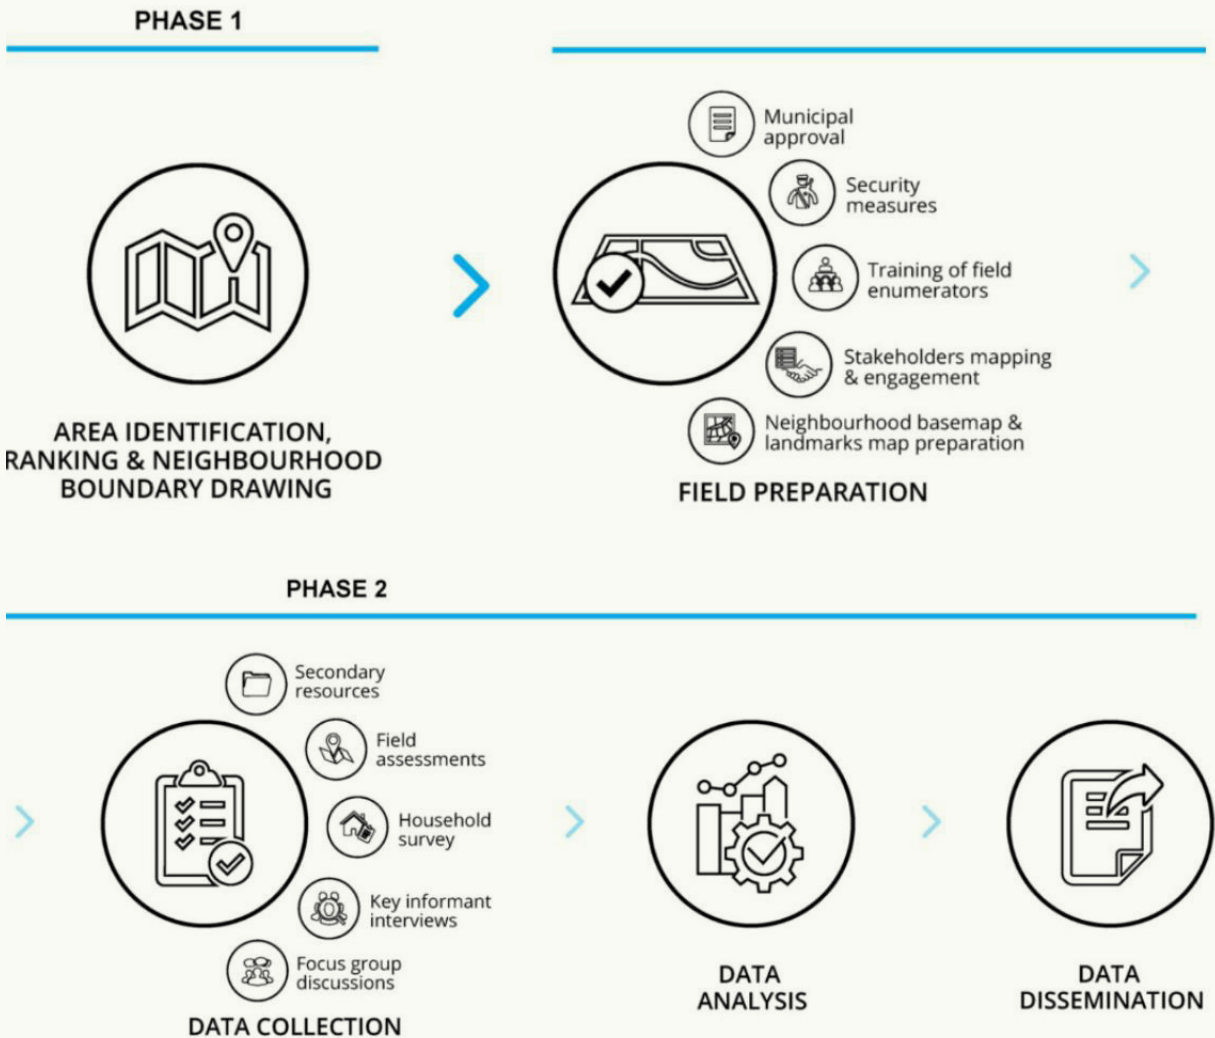 PHASE 1
Municipal
approval
Security
measures
Training of field
enumerators
Stakeholders mapping
& engagement
Neighbourhood basemap &
landmarks map preparation
AREA IDENTIFICATION,
RANKING & NEIGHBOURHOOD
BOUNDARY DRAWING
FIELD PREPARATION
PHASE 2
Secondary
resources
Field
assessments
Household
survey
Key informant
interviews
Focus group
discussions
DATA COLLECTION
DATA
ANALYSIS
DATA
DISSEMINATION